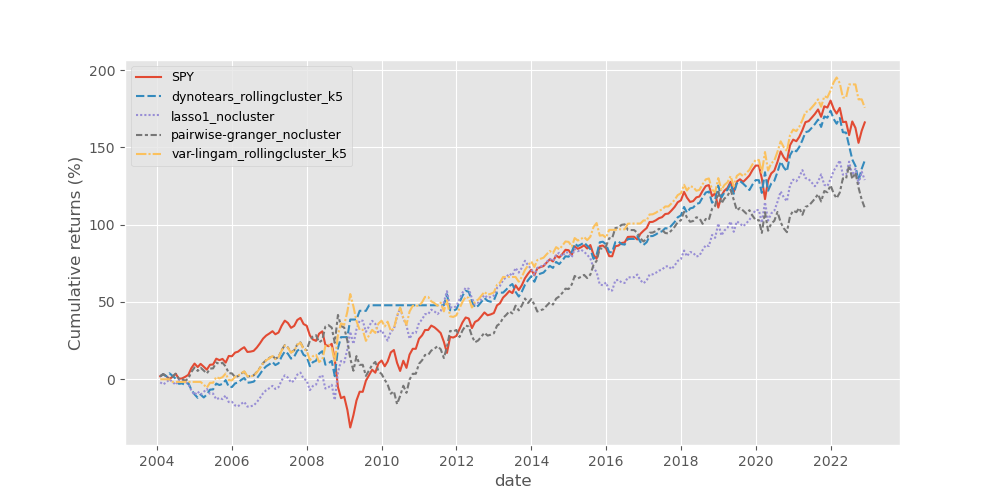 SPY
dynotears_rollingcluster_k5
lasso1_nocluster
pairwise-granger_nocluster
var-lingam_rollingcluster_k5
Cumulative returns (%)
200
150
100
50
0
2004 2006 2008 2010 2012 2014 2016 2018 2020 2022
date